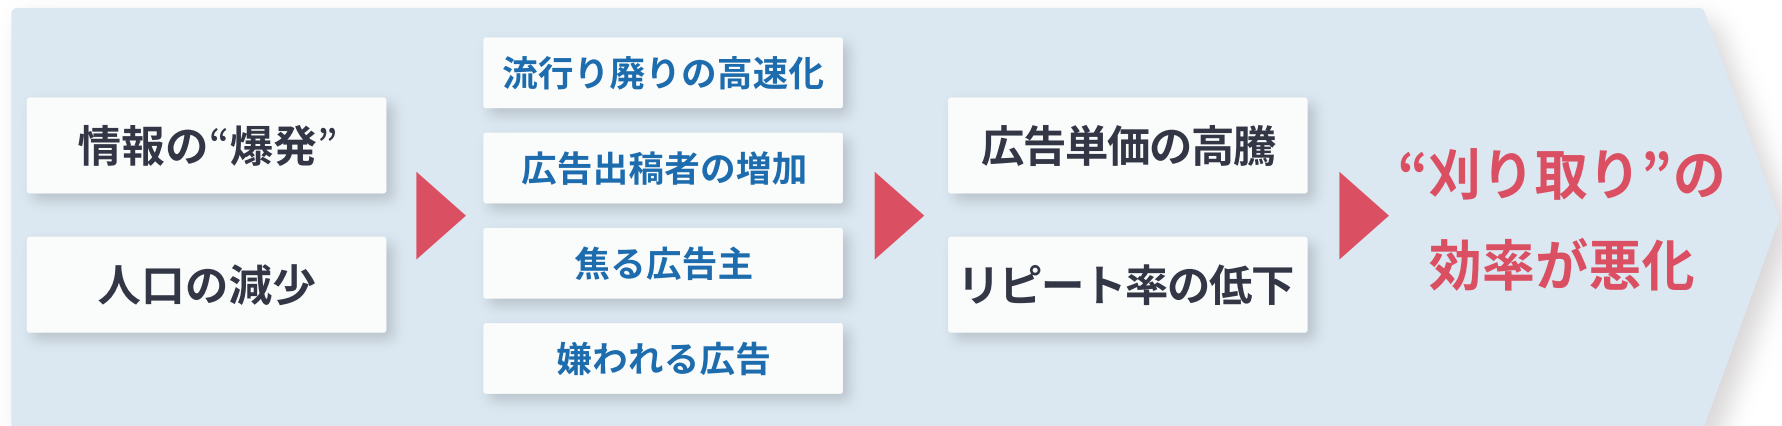 情報の“爆発”
人口の減少
流行り廃りの高速化
広告出稿者の増加
焦る広告主
嫌われる広告
広告単価の高騰
リピート率の低下
“刈り取り”の
効率が悪化